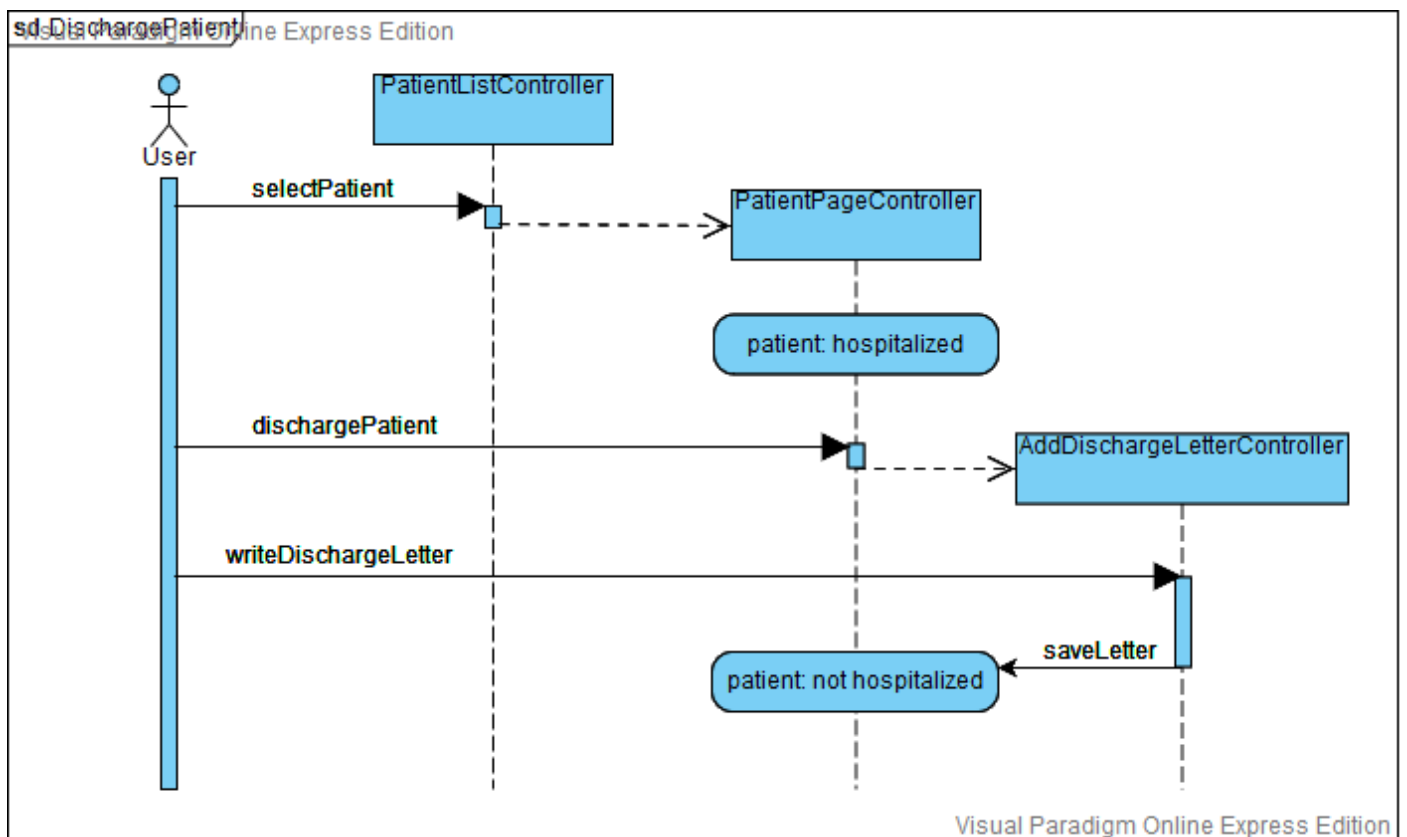 sd DischargePatient
Visual Paradigm Online Express Edition
PatientListController
User
selectPatient
PatientPageController
patient: hospitalized
dischargePatient
AddDischargeLetterController
writeDischargeLetter
saveLetter
patient: not hospitalized
Visual Paradigm Online Express Edition